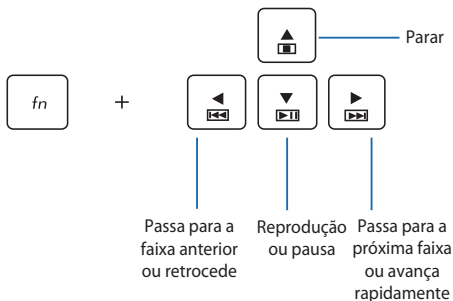 Parar
fn
+
Passa para a
faixa anterior
ou retrocede
Reprodução
ou pausa
Passa para a
próxima faixa
ou avança
rapidamente